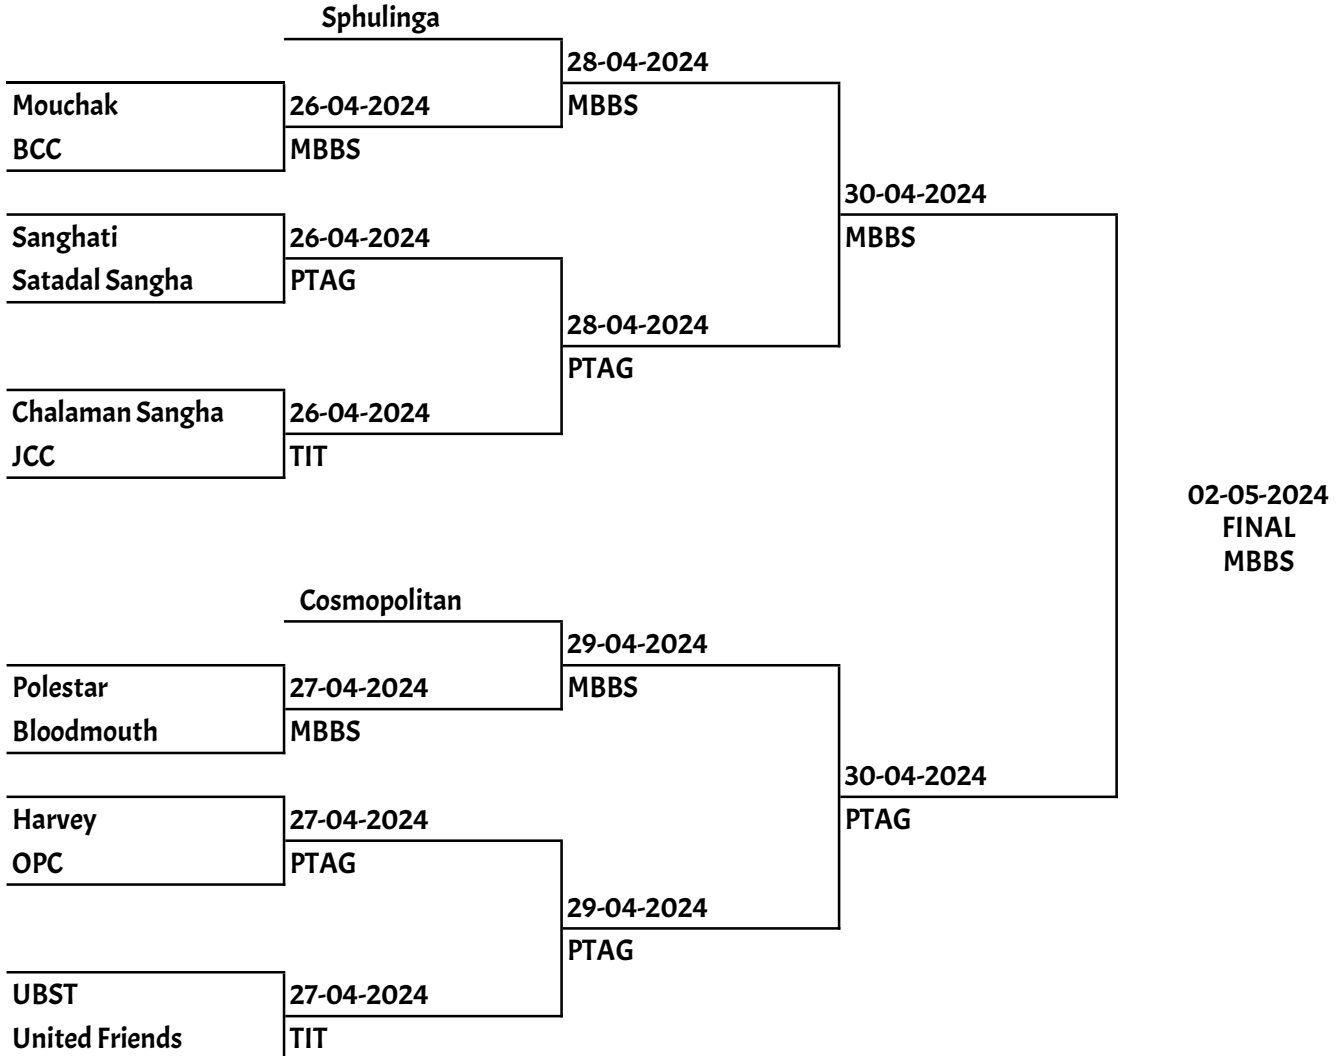 Sphulinga
28-04-2024
Mouchak
26-04-2024
MBBS
BCC
MBBS
30-04-2024
Sanghati
26-04-2024
MBBS
Satadal Sangha
PTAG
28-04-2024
PTAG
Chalaman Sangha
26-04-2024
JCC
TIT
02-05-2024
FINAL
MBBS
Cosmopolitan
29-04-2024
Polestar
27-04-2024
MBBS
Bloodmouth
MBBS
30-04-2024
Harvey
27-04-2024
PTAG
OPC
PTAG
29-04-2024
PTAG
UBST
27-04-2024
United Friends
TIT